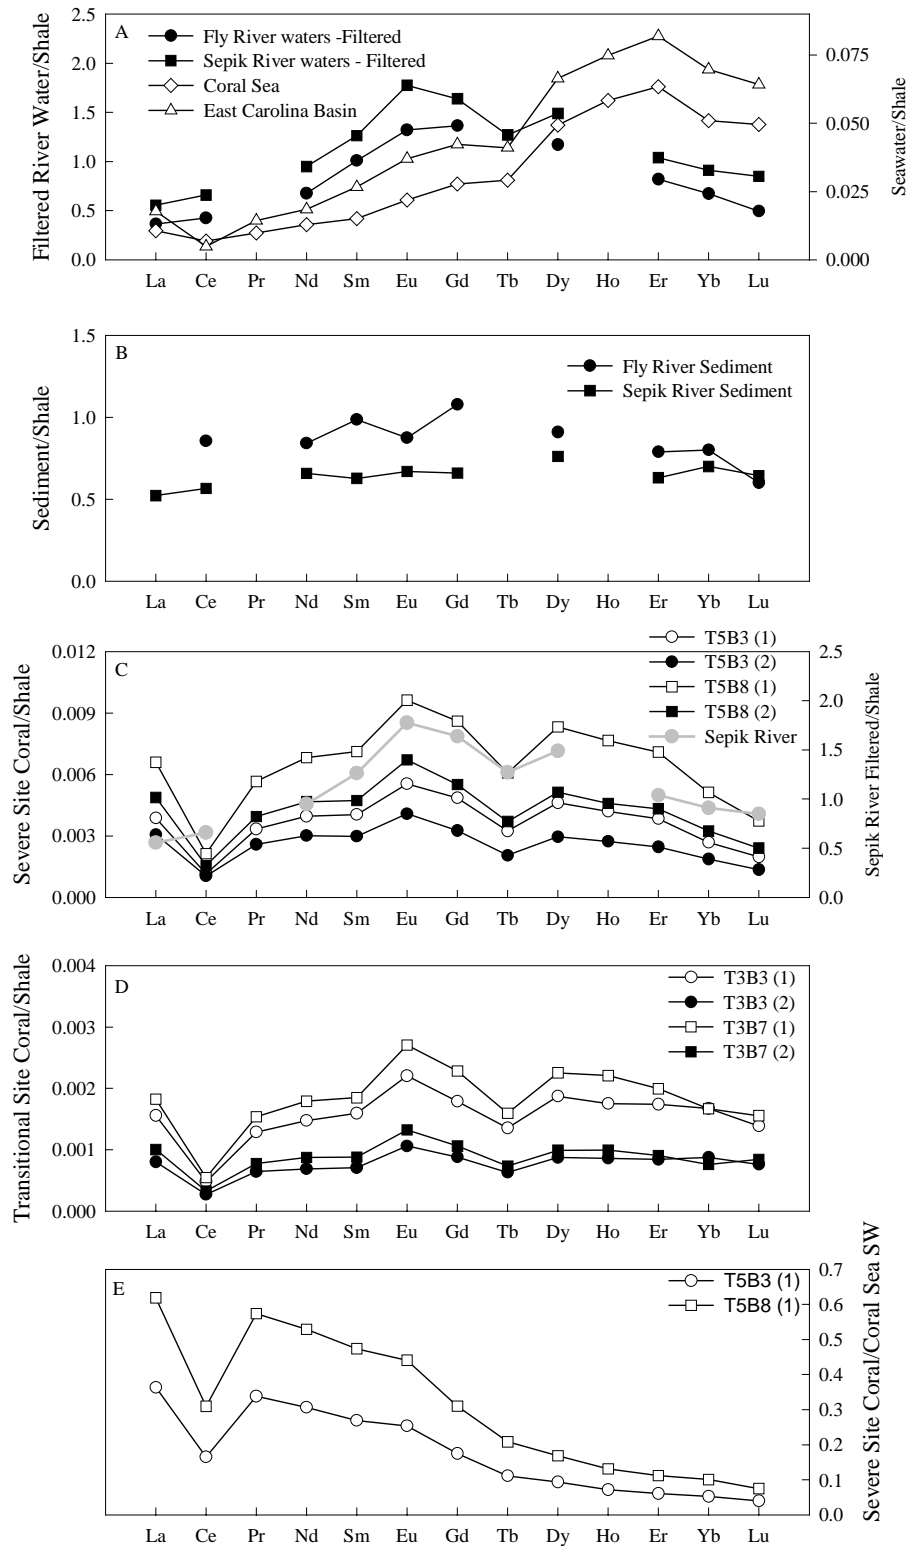 A
Fly River waters -Filtered
Sepik River waters - Filtered
Coral Sea
East Carolina Basin
Filtered River Water/Shale
2.5
2.0
1.5
1.0
0.5
0.0
Seawater/Shale
0.075
0.050
0.025
0.000
La Ce Pr Nd Sm Eu Gd Tb Dy Ho Er Yb Lu
B
Fly River Sediment
Sepik River Sediment
Sediment/Shale
1.5
1.0
0.5
0.0
La Ce Pr Nd Sm Eu Gd Tb Dy Ho Er Yb Lu
C
T5B3 (1)
T5B3 (2)
T5B8 (1)
T5B8 (2)
Sepik River
Severe Site Coral/Shale
0.012
0.009
0.006
0.003
0.000
Sepik River Filtered/Shale
2.5
2.0
1.5
1.0
0.5
0.0
La Ce Pr Nd Sm Eu Gd Tb Dy Ho Er Yb Lu
D
T3B3 (1)
T3B3 (2)
T3B7 (1)
T3B7 (2)
Transitional Site Coral/Shale
0.004
0.003
0.002
0.001
0.000
La Ce Pr Nd Sm Eu Gd Tb Dy Ho Er Yb Lu
E
T5B3 (1)
T5B8 (1)
Severe Site Coral/Coral Sea SW
0.7
0.6
0.5
0.4
0.3
0.2
0.1
0.0
La Ce Pr Nd Sm Eu Gd Tb Dy Ho Er Yb Lu